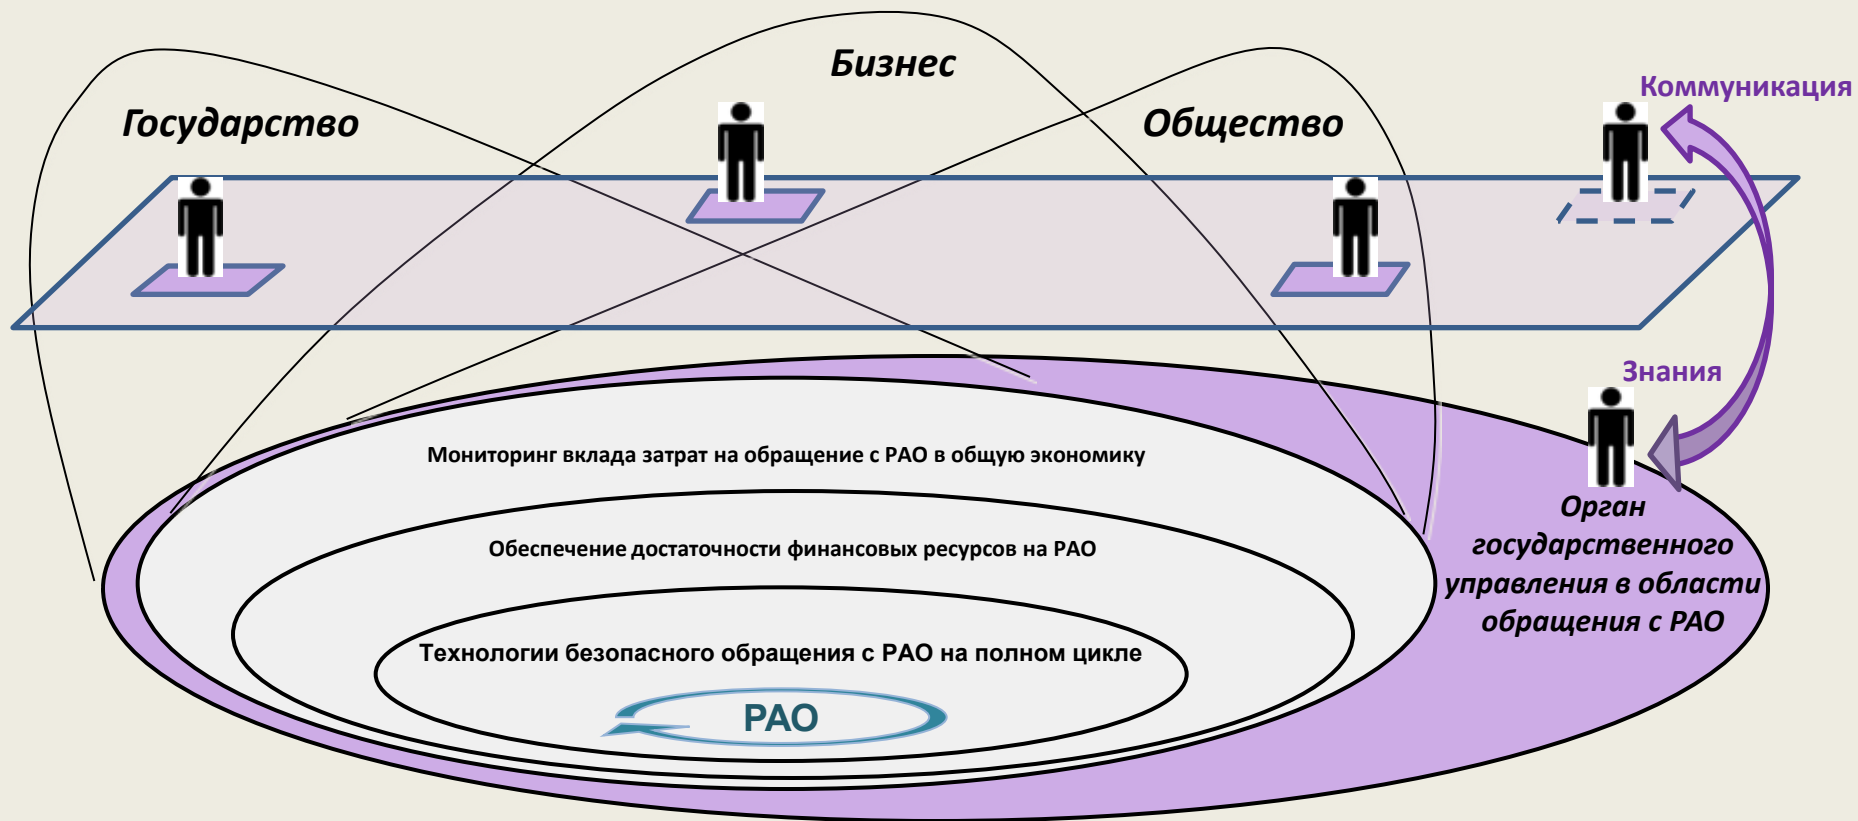 Бизнес
Коммуникация
Государство
Общество
Знания
Мониторинг вклада затрат на обращение с РАО в общую экономику
Орган
государственного
управления в области
обращения с РАО
Обеспечение достаточности финансовых ресурсов на РАО
Технологии безопасного обращения с РАО на полном цикле
РАО